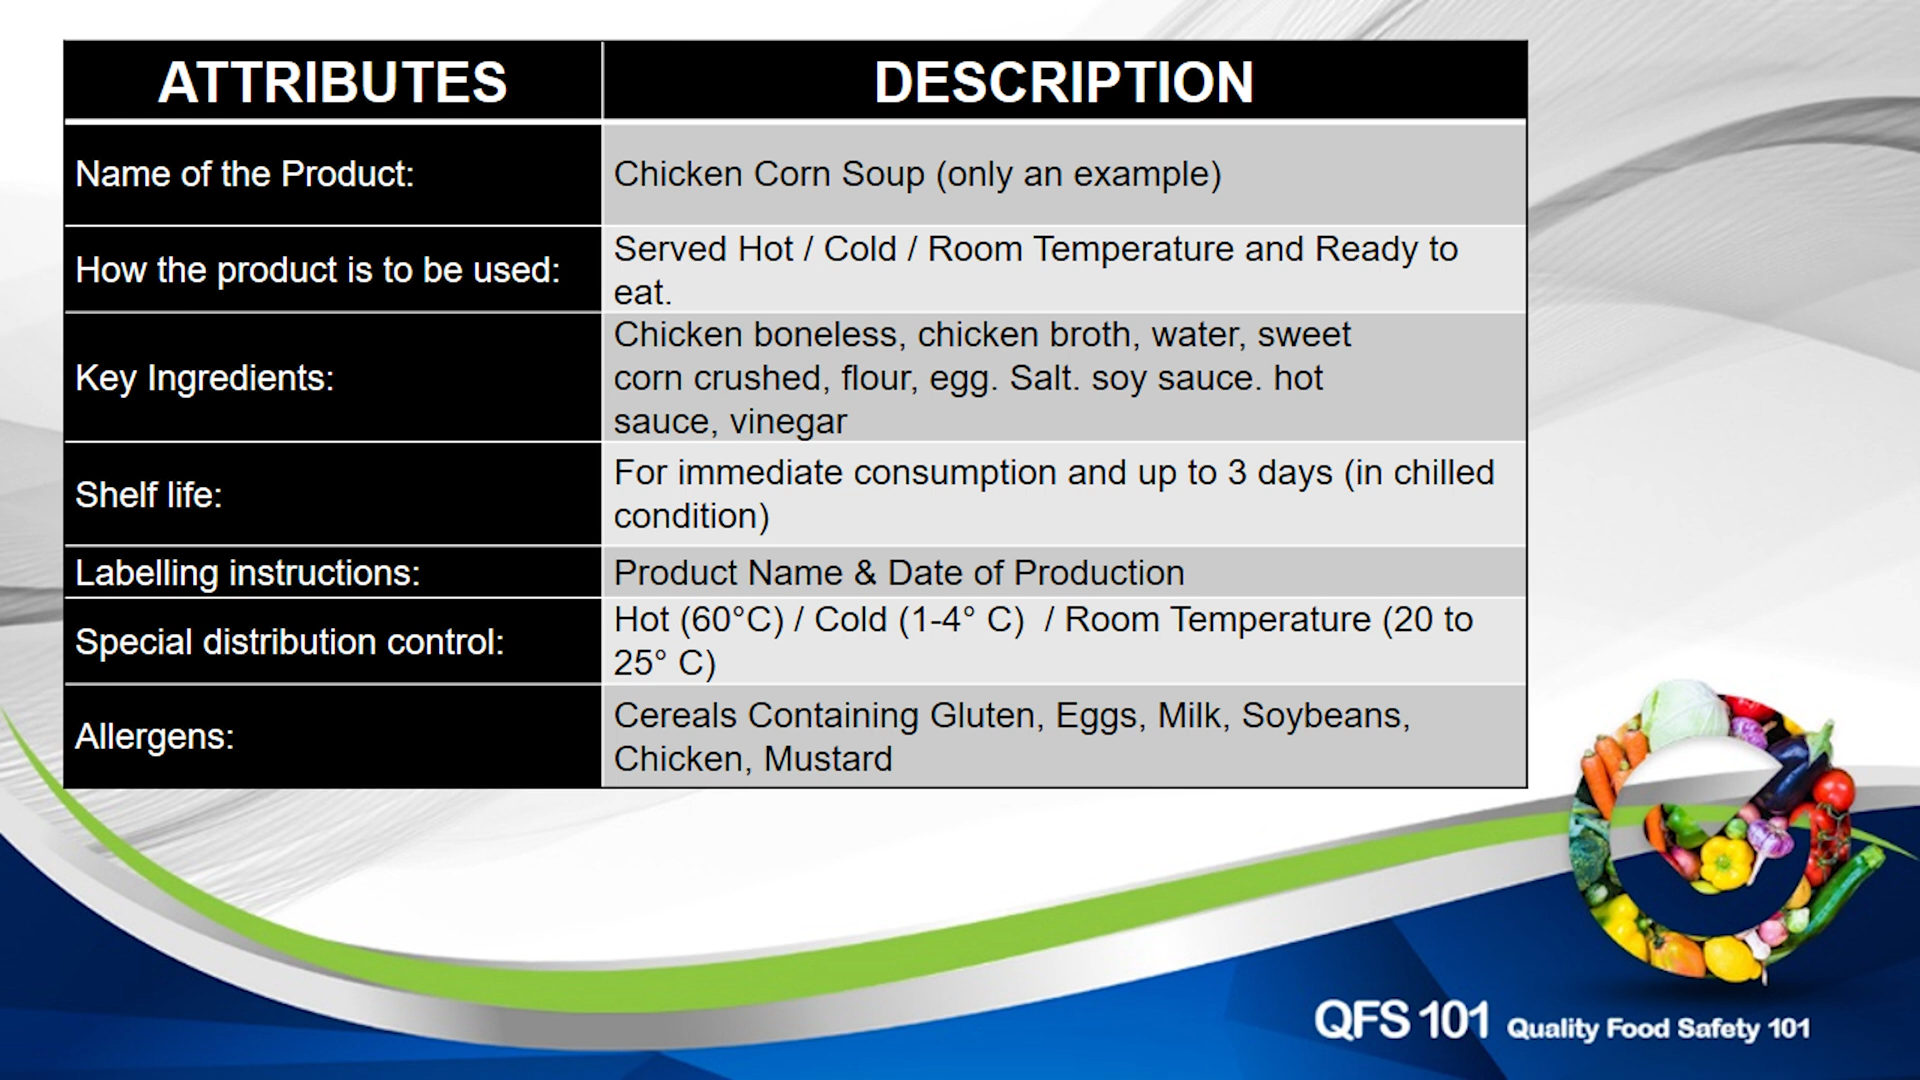 ATTRIBUTES
DESCRIPTION
Name of the Product:
Chicken Corn Soup (only an example)
How the product is to be used:
Served Hot / Cold / Room Temperature and Ready to
eat.
Key Ingredients:
Chicken boneless, chicken broth, water, sweet
corn crushed, flour, egg. Salt. soy sauce. hot
sauce, vinegar
Shelf life:
For immediate consumption and up to 3 days (in chilled
condition)
Labelling instructions:
Product Name & Date of Production
Special distribution control:
Hot (60°C) / Cold (1-4° C)  / Room Temperature (20 to
25° C)
Allergens:
Cereals Containing Gluten, Eggs, Milk, Soybeans,
Chicken, Mustard
QFS 101 Quality Food Safety 101